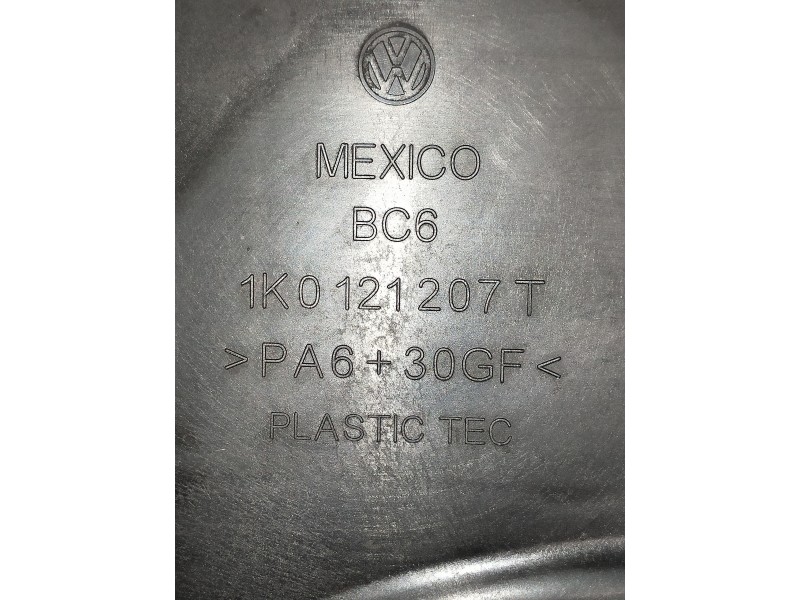 MEXICO
BC6
1K0 121 207 T
>PA6+30GF<
PLASTIC TEC